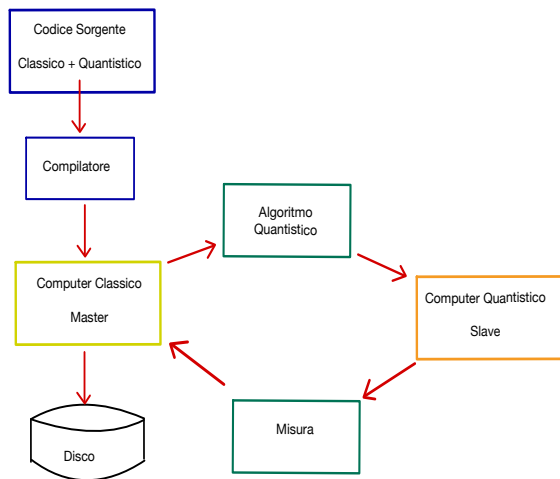 Codice Sorgente
Classico + Quantistico
Compilatore
Algoritmo
Quantistico
Computer Classico
Master
Computer Quantistico
Slave
Misura
Disco